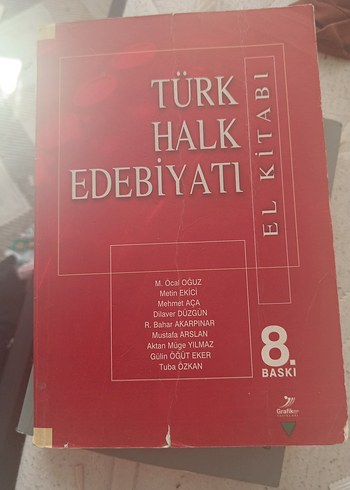 TÜRK
HALK
EDEBİYATI
EL KİTABI
M. Öcal OĞUZ
Metin EKİCİ
Mehmet AÇA
Dilaver DÜZGÜN
R. Bahar AKARPINAR
Mustafa ARSLAN
Aktan Müge YILMAZ
Gülin ÖĞÜT EKER
Tuba ÖZKAN
8.
BASKI
Grafiker